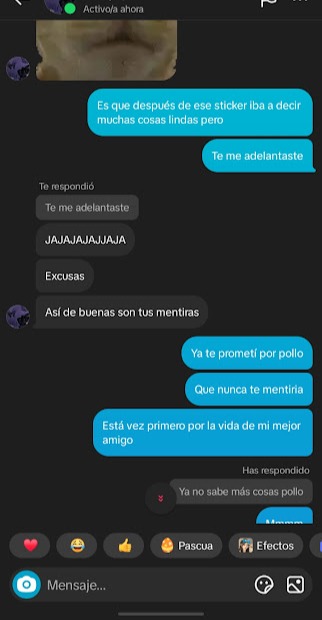 Activo/a ahora
Es que después de ese sticker iba a decir
muchas cosas lindas pero
Te me adelantaste
Te respondió
Te me adelantaste
JAJAJAJAJJAJA
Excusas
Así de buenas son tus mentiras
Ya te prometí por pollo
Que nunca te mentiria
Está vez primero por la vida de mi mejor
amigo
Has respondido
Ya no sabe más cosas pollo
Mmmm
Pascua
Efectos
Mensaje...